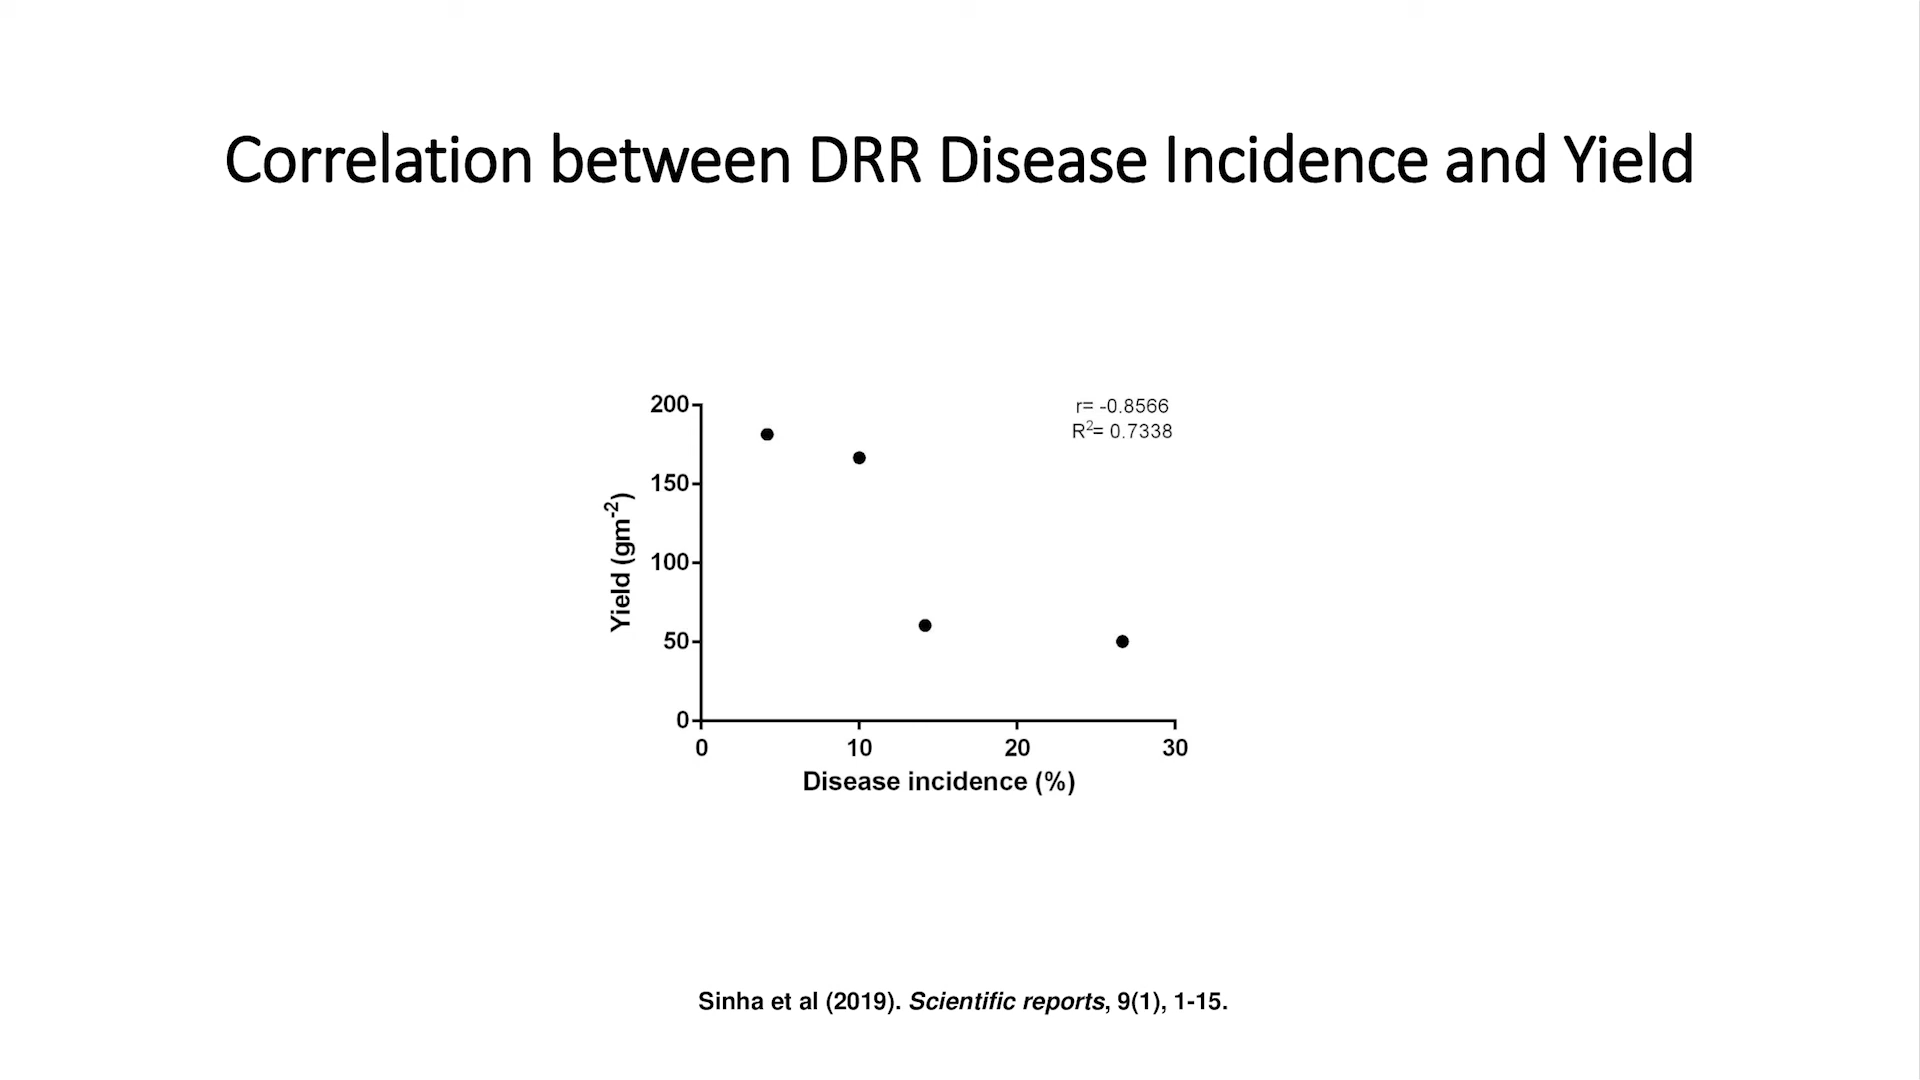 Correlation between DRR Disease Incidence and Yield
r= -0.8566
R²= 0.7338
Yield (gm⁻²)
200
150
100
50
0
0 10 20 30
Disease incidence (%)
Sinha et al (2019). Scientific reports, 9(1), 1-15.